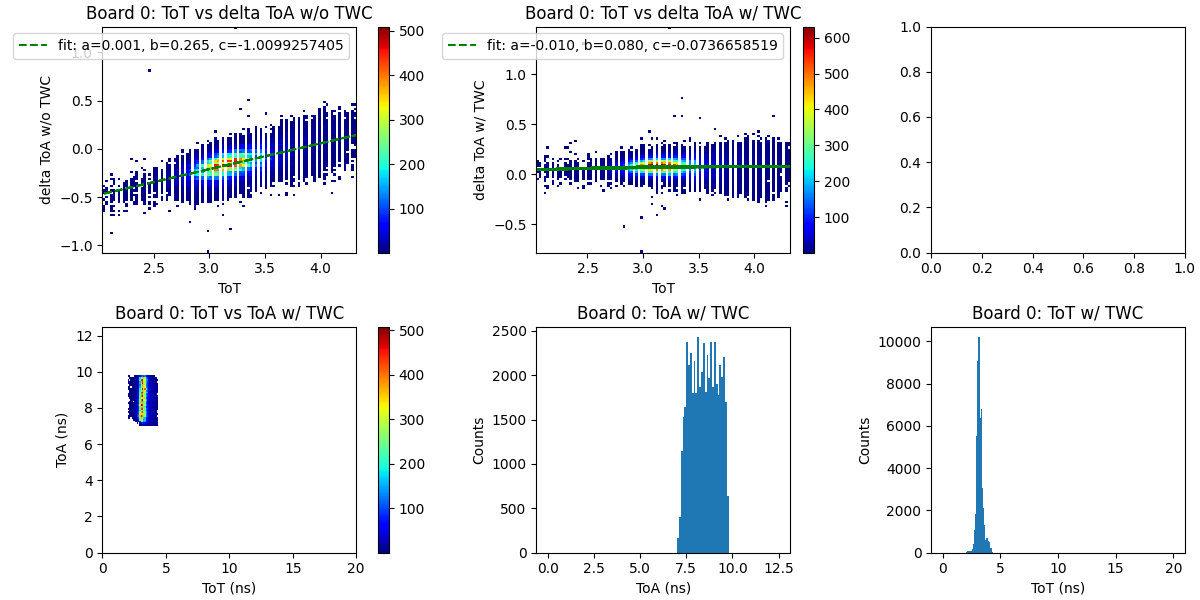 Board 0: ToT vs delta ToA w/o TWC
fit: a=0.001, b=0.265, c=-1.0099257405
1.0
0.5
0.0
−0.5
−1.0
delta ToA w/o TWC
2.5 3.0 3.5 4.0
ToT
500
400
300
200
100
Board 0: ToT vs delta ToA w/ TWC
fit: a=-0.010, b=0.080, c=-0.0736658519
1.0
0.5
0.0
−0.5
delta ToA w/ TWC
2.5 3.0 3.5 4.0
ToT
600
500
400
300
200
100
1.0
0.8
0.6
0.4
0.2
0.0
0.0 0.2 0.4 0.6 0.8 1.0
Board 0: ToT vs ToA w/ TWC
12
10
8
6
4
2
0
ToA (ns)
0 5 10 15 20
ToT (ns)
500
400
300
200
100
Board 0: ToA w/ TWC
2500
2000
1500
1000
500
0
Counts
0.0 2.5 5.0 7.5 10.0 12.5
ToA (ns)
Board 0: ToT w/ TWC
10000
8000
6000
4000
2000
0
Counts
0 5 10 15 20
ToT (ns)